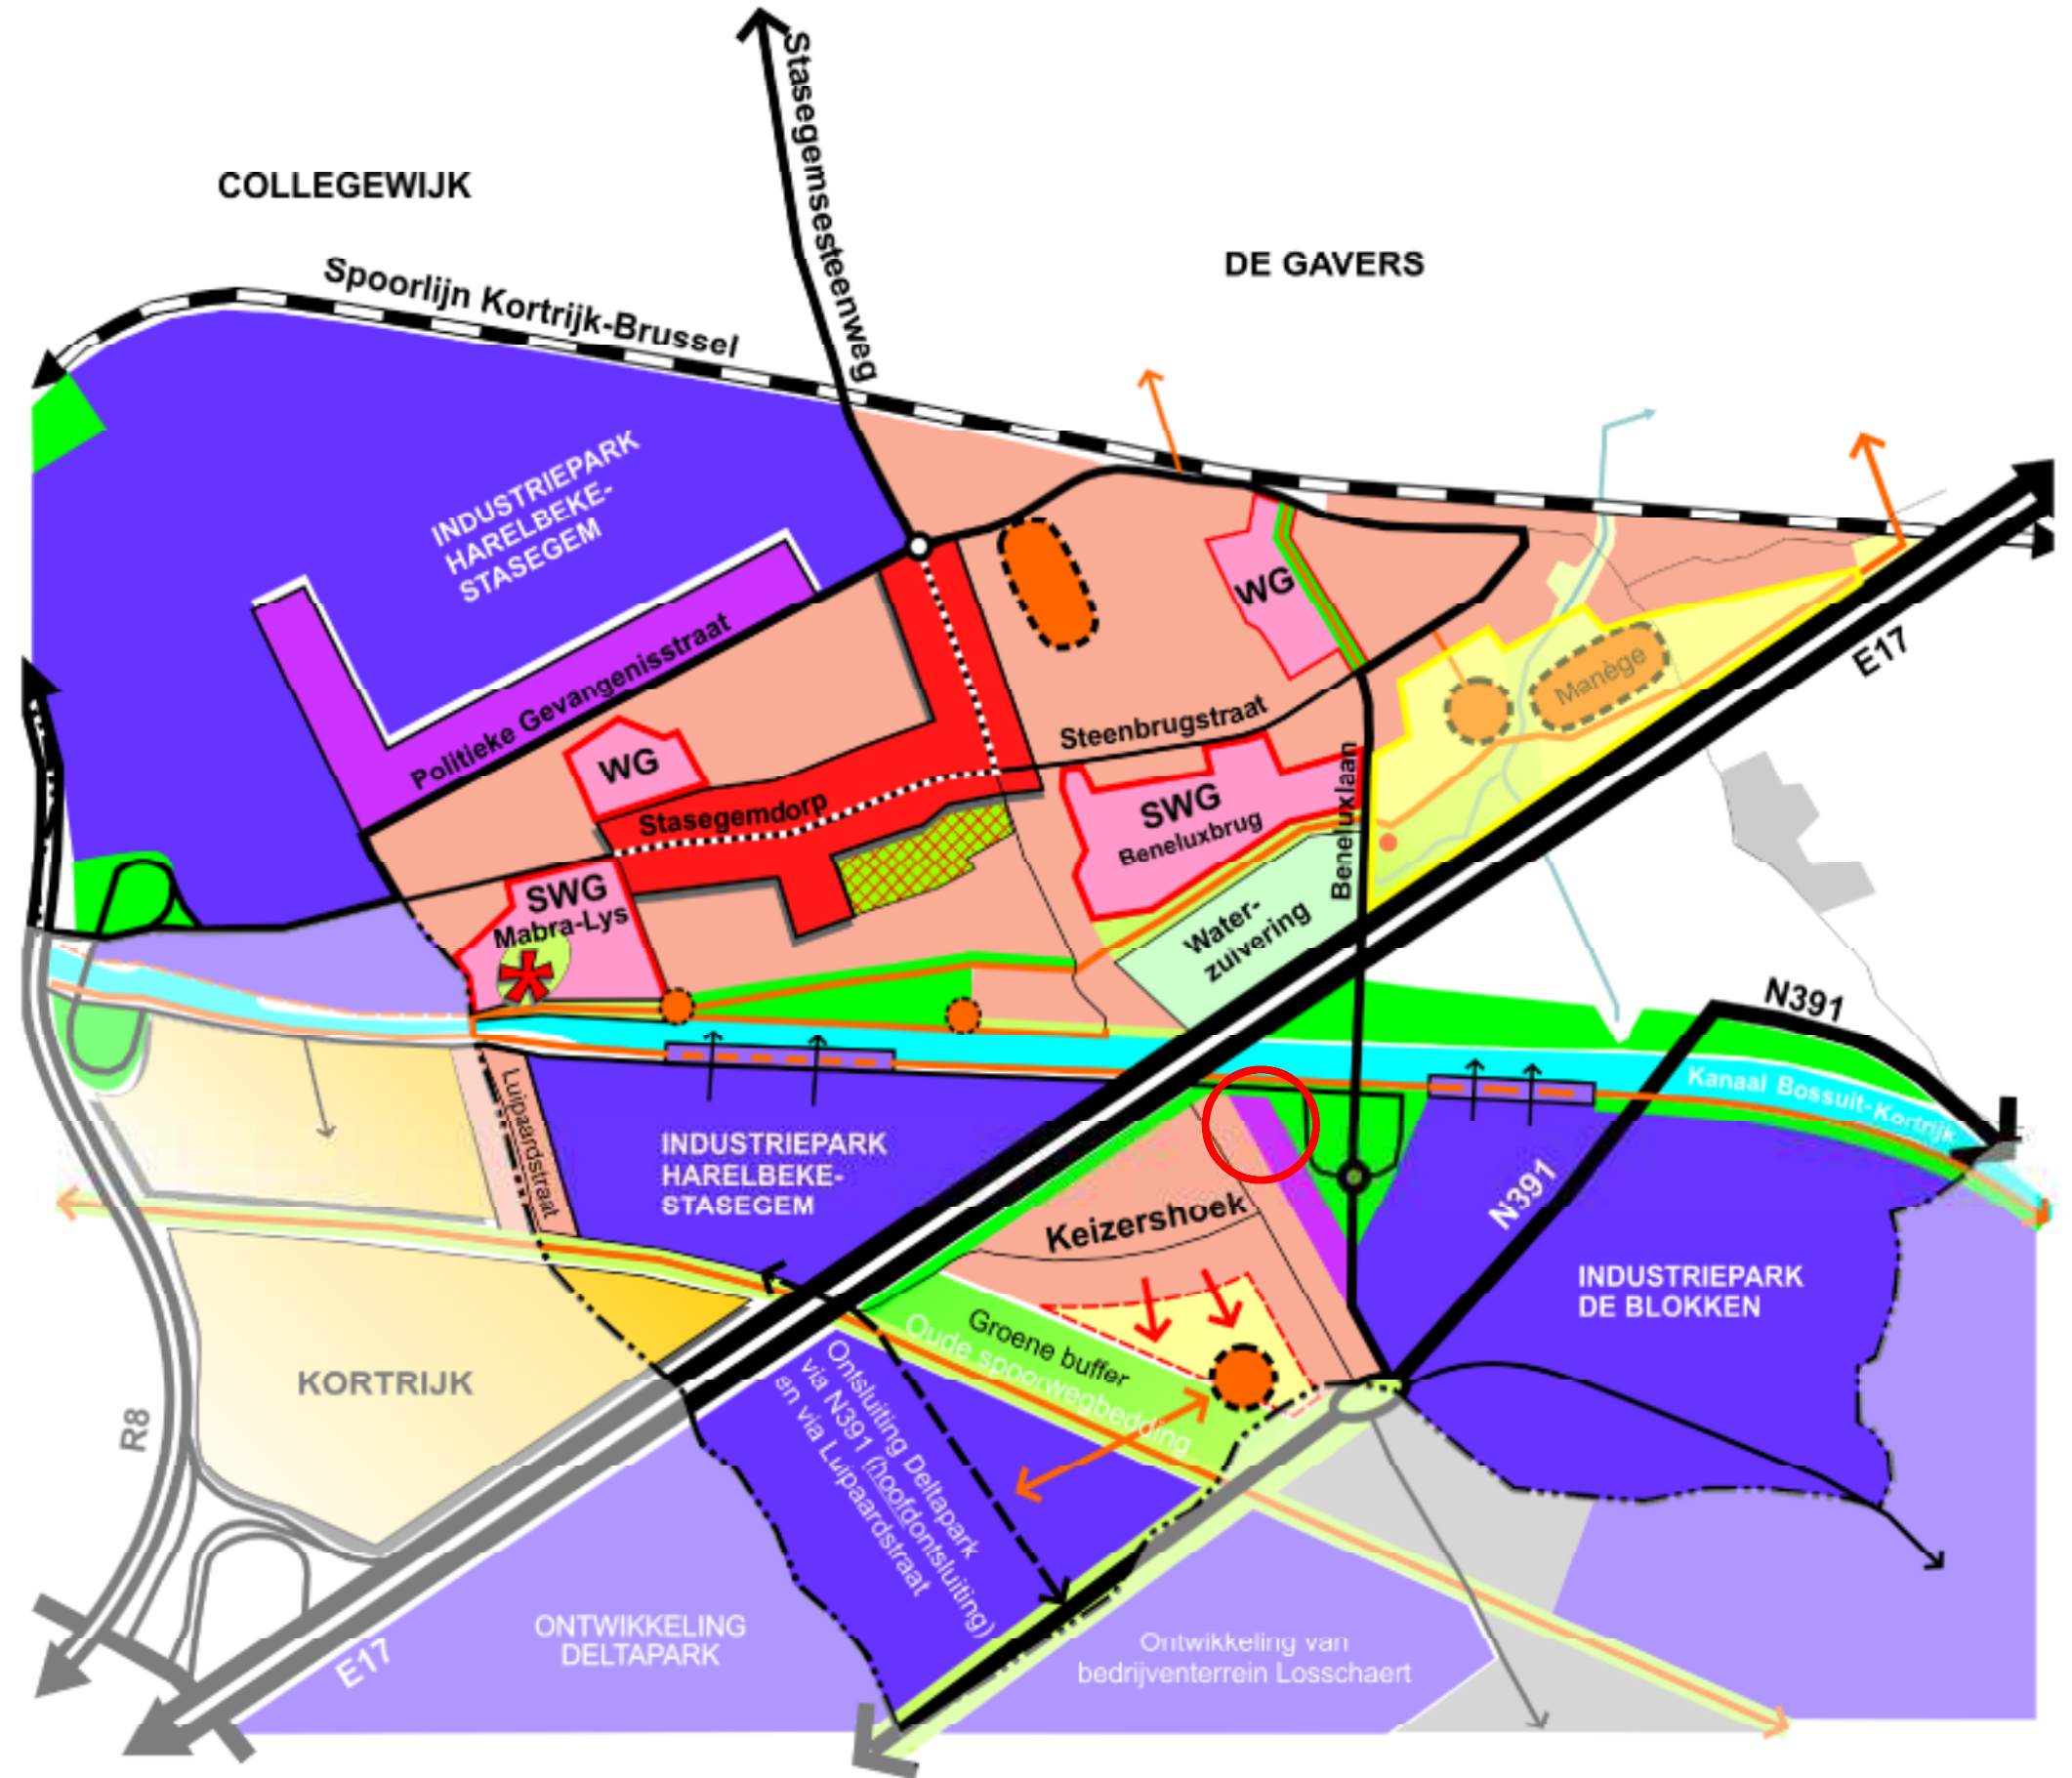 COLLEGEWIJK
Stasegemsesteenweg
DE GAVERS
Spoorlijn Kortrijk-Brussel
INDUSTRIEPARK
HARELBEKE-
STASEGEM
WG
Politieke Gevangenisstraat
Manège
E17
Steenbrugstraat
WG
Stasegemdorp
SWG
Beneluxbrug
Beneluxlaan
SWG
Mabra-Lys
Water-
zuivering
N391
Kanaal Bossuit-Kortrijk
Luipaardstraat
INDUSTRIEPARK
HARELBEKE-
STASEGEM
Keizershoek
N391
INDUSTRIEPARK
DE BLOKKEN
Groene buffer
Oude spoorwegbedding
KORTRIJK
R8
Ontsluiting Deltapark
via N391 (hoofdontsluiting)
en via Luipaardstraat
ONTWIKKELING
DELTAPARK
E17
Ontwikkeling van
bedrijventerrein Losschaert